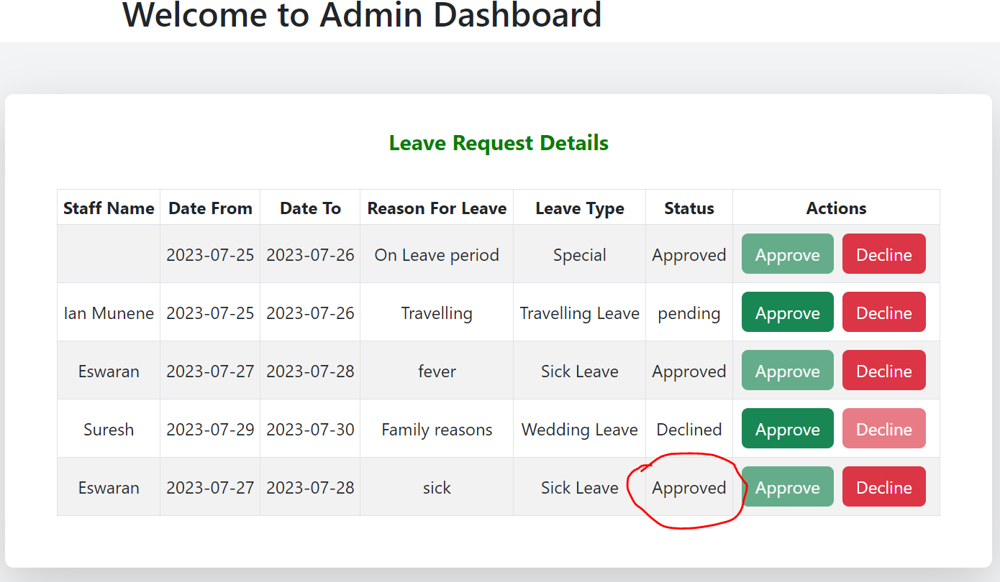 Welcome to Admin Dashboard
Leave Request Details
Staff Name Date From Date To Reason For Leave Leave Type Status Actions
2023-07-25 2023-07-26 On Leave period Special Approved Approve Decline
Ian Munene 2023-07-25 2023-07-26 Travelling Travelling Leave pending Approve Decline
Eswaran 2023-07-27 2023-07-28 fever Sick Leave Approved Approve Decline
Suresh 2023-07-29 2023-07-30 Family reasons Wedding Leave Declined Approve Decline
Eswaran 2023-07-27 2023-07-28 sick Sick Leave Approved Approve Decline